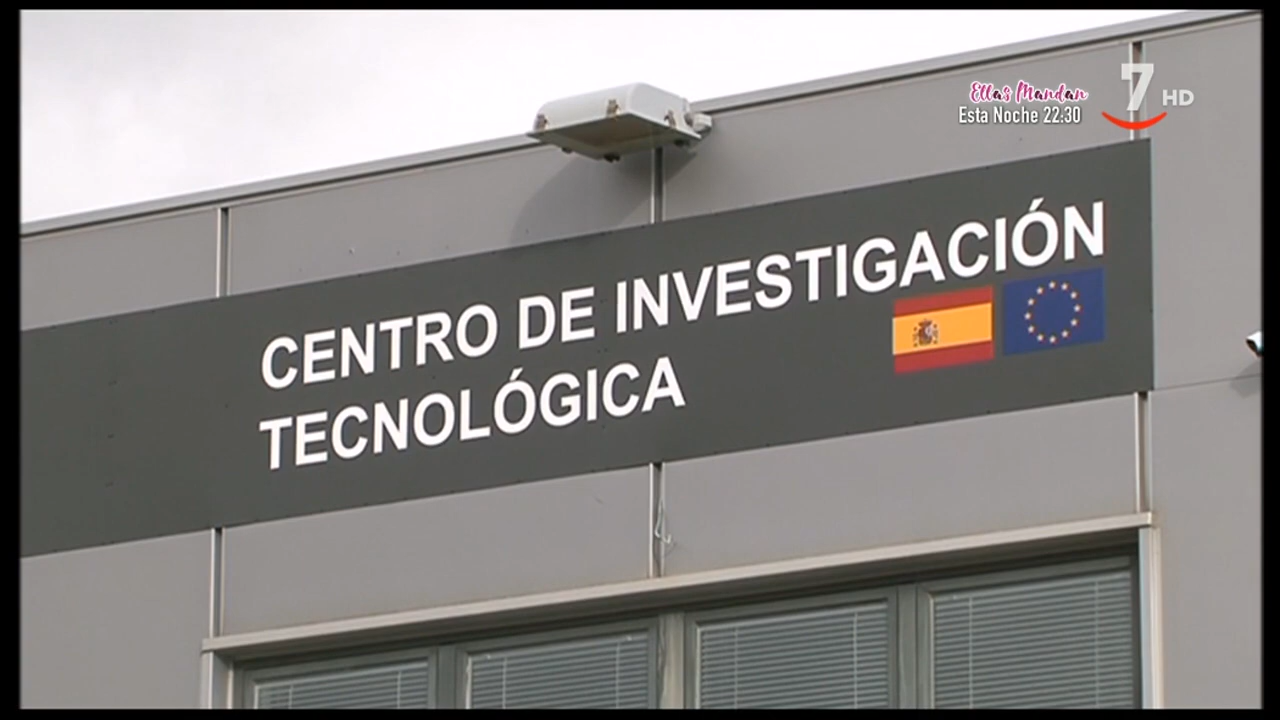 Ellas Mandan
Esta Noche 22:30
7 HD
CENTRO DE INVESTIGACIÓN
TECNOLÓGICA